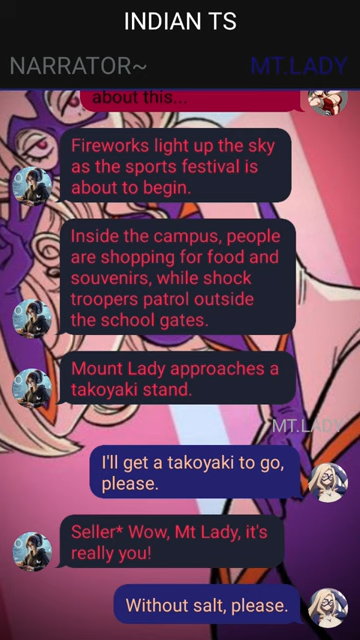 INDIAN TS
NARRATOR~
MT.LADY
about this...
Fireworks light up the sky
as the sports festival is
about to begin.
Inside the campus, people
are shopping for food and
souvenirs, while shock
troopers patrol outside
the school gates.
Mount Lady approaches a
takoyaki stand.
MT.LADY
I'll get a takoyaki to go,
please.
Seller* Wow, Mt Lady, it's
really you!
Without salt, please.